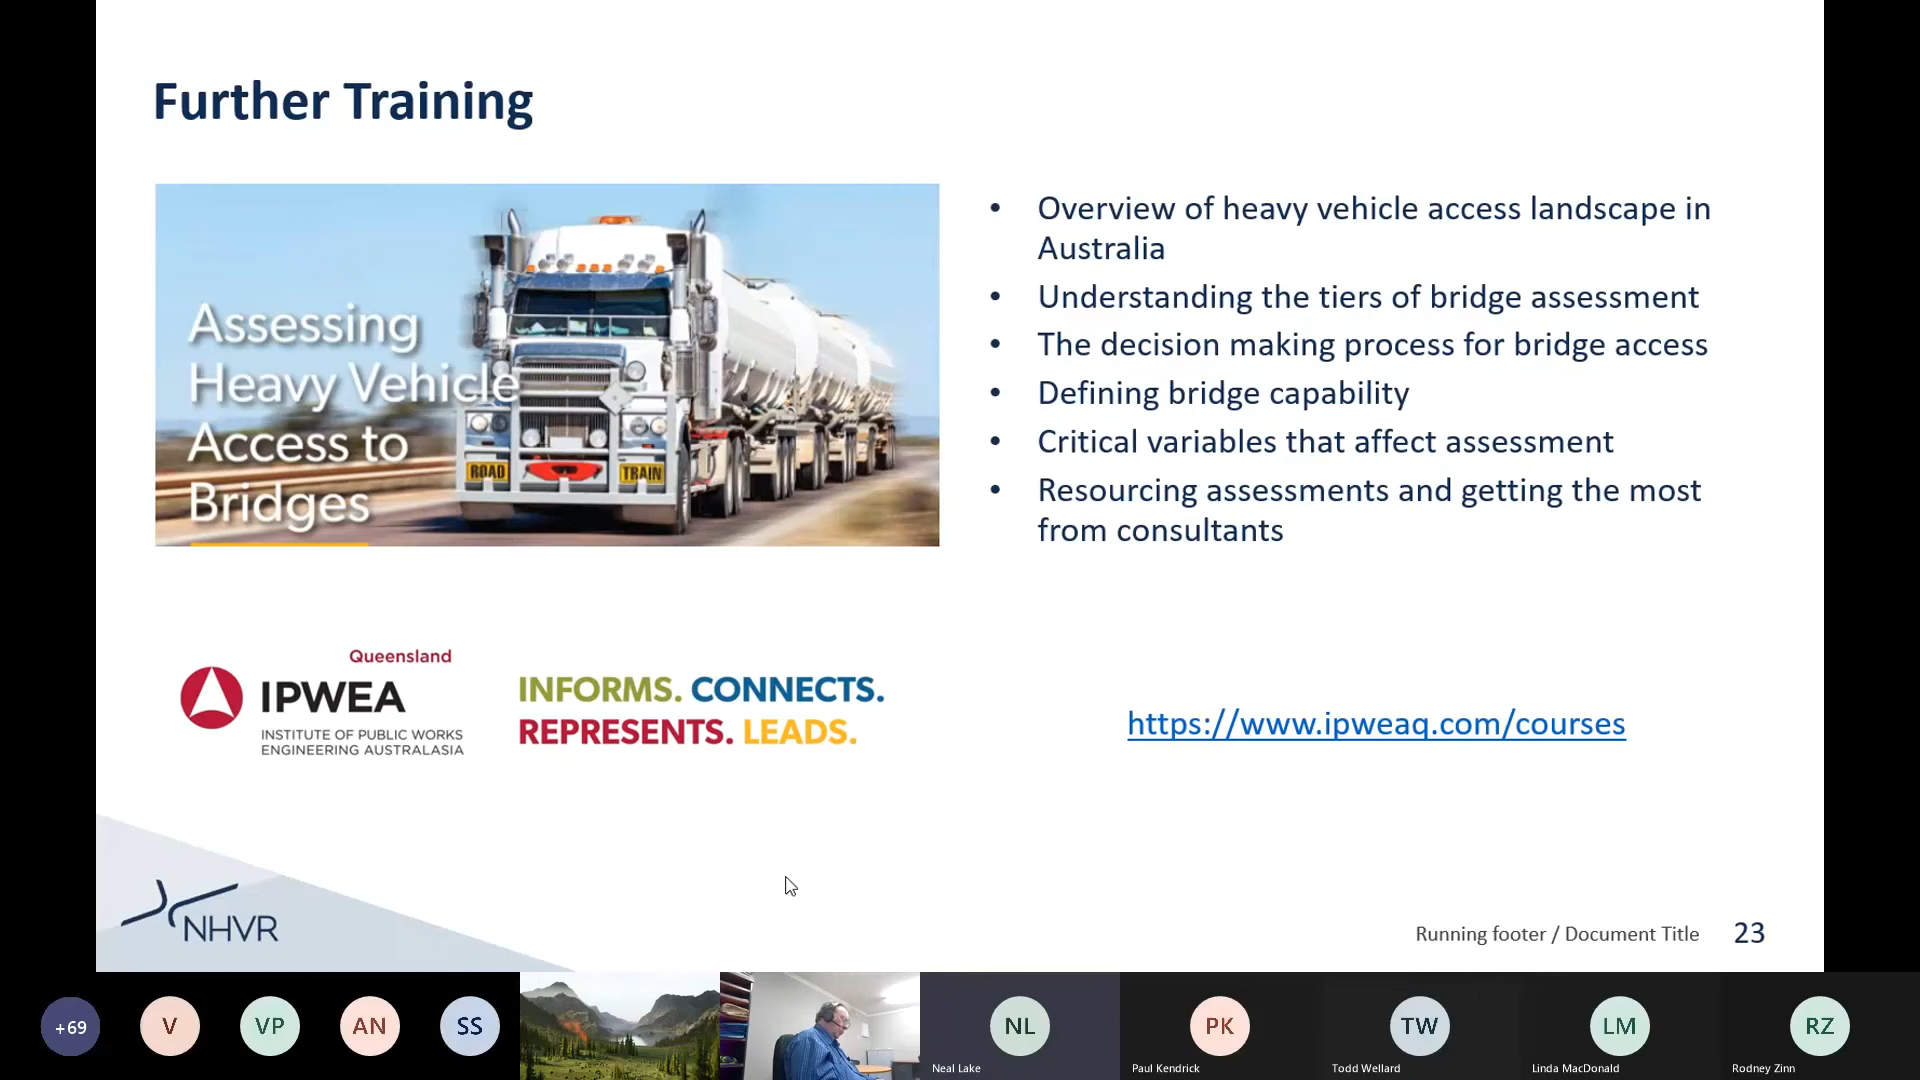 Further Training
Assessing
Heavy Vehicle
Access to
Bridges
ROAD
TRAIN
• Overview of heavy vehicle access landscape in
Australia
• Understanding the tiers of bridge assessment
• The decision making process for bridge access
• Defining bridge capability
• Critical variables that affect assessment
• Resourcing assessments and getting the most
from consultants
Queensland
IPWEA
INSTITUTE OF PUBLIC WORKS
ENGINEERING AUSTRALASIA
INFORMS. CONNECTS.
REPRESENTS. LEADS.
https://www.ipweaq.com/courses
NHVR
Running footer / Document Title 23
+69
V
VP
AN
SS
NL
Neal Lake
PK
Paul Kendrick
TW
Todd Wellard
LM
Linda MacDonald
RZ
Rodney Zinn